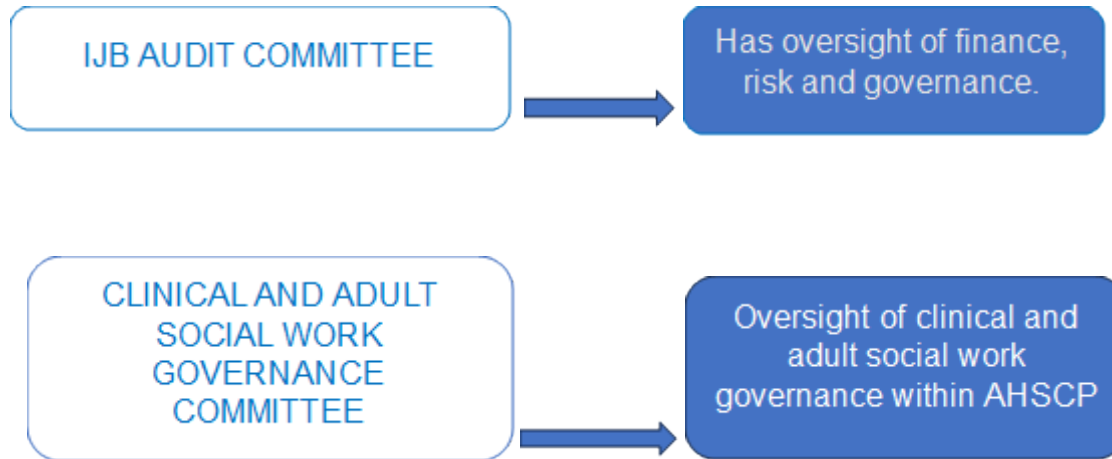 IJB AUDIT COMMITTEE
Has oversight of finance,
risk and governance.
CLINICAL AND ADULT
SOCIAL WORK
GOVERNANCE
COMMITTEE
Oversight of clinical and
adult social work
governance within AHSCP